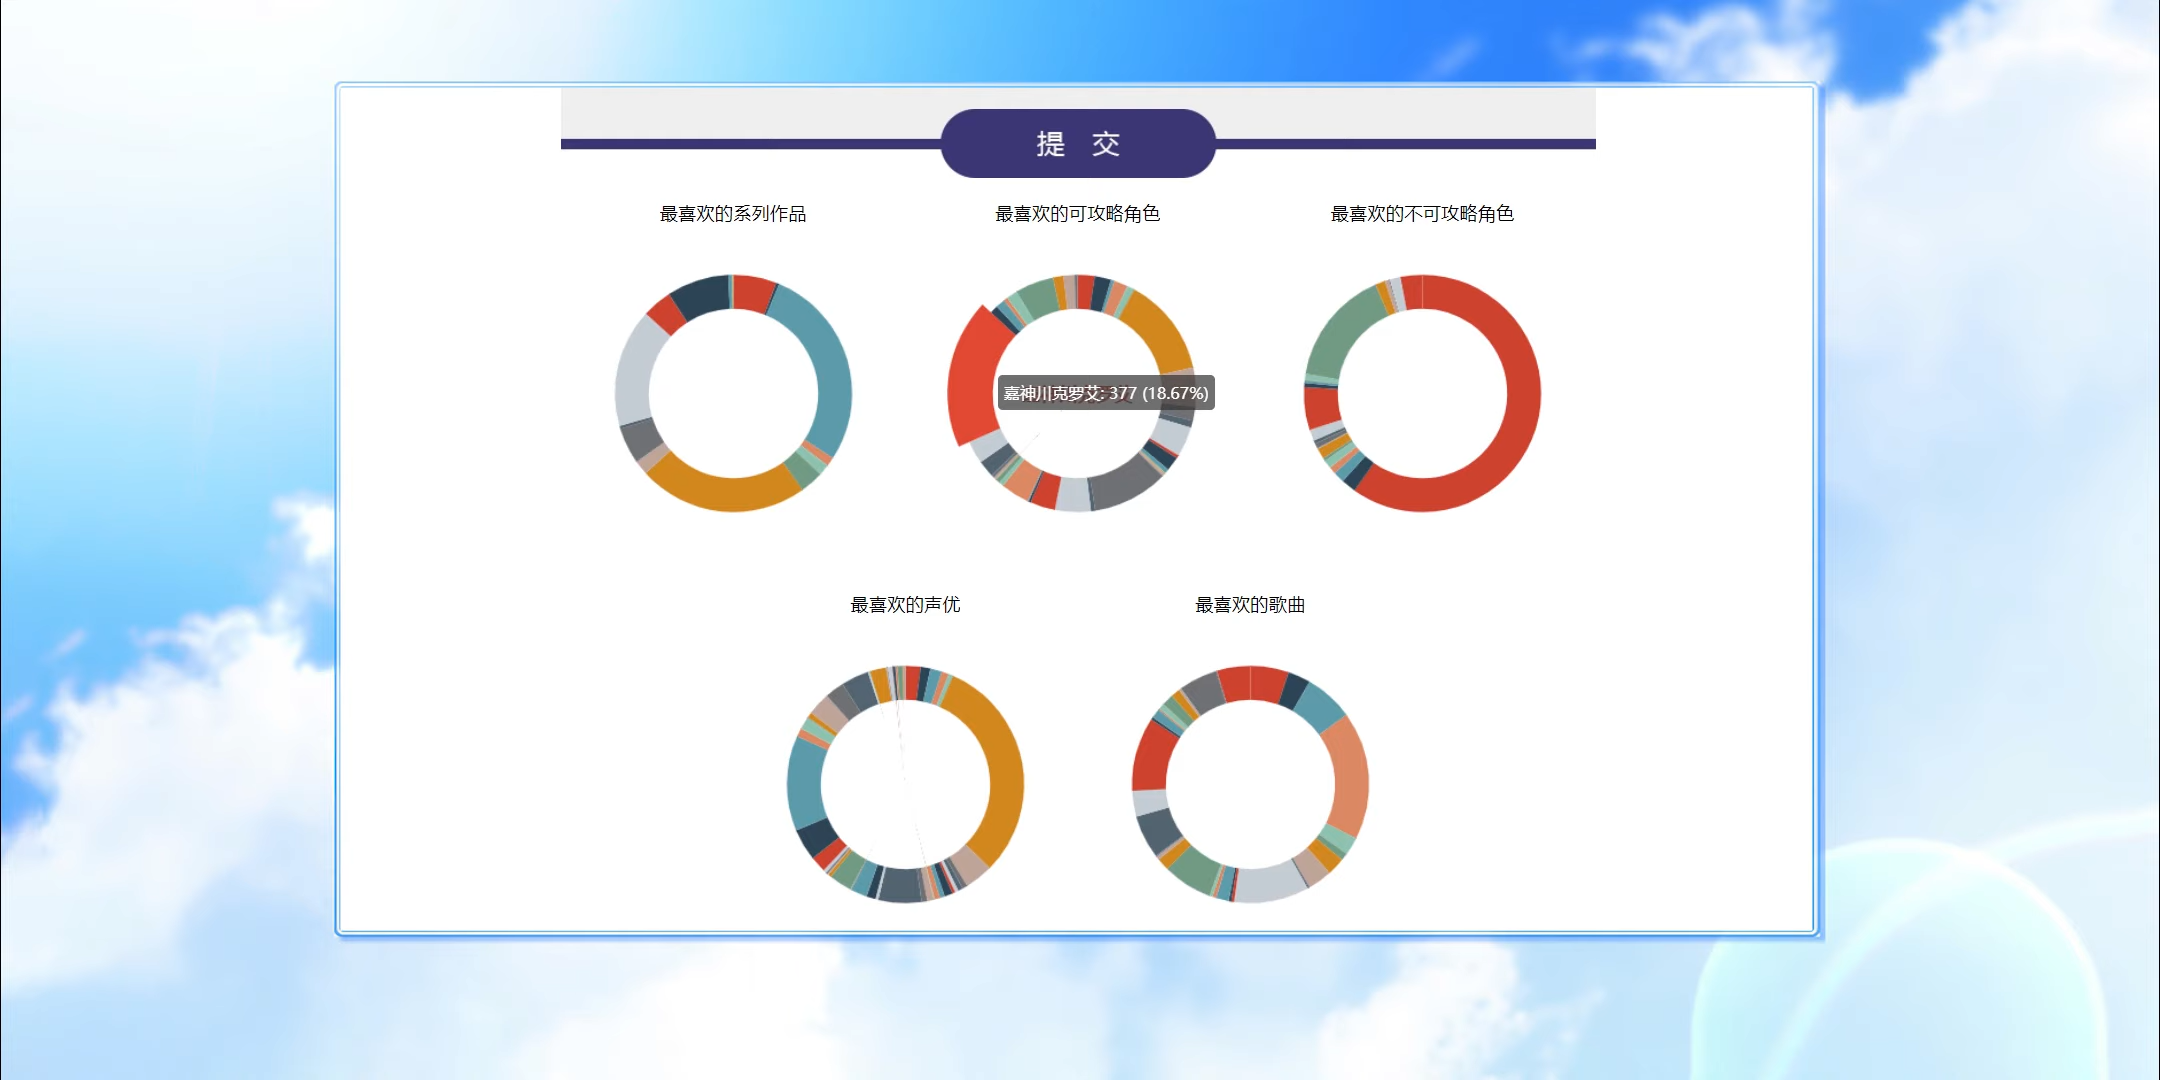 提 交
最喜欢的系列作品
最喜欢的可攻略角色
最喜欢的不可攻略角色
嘉神川克罗艾: 377 (18.67%)
最喜欢的声优
最喜欢的歌曲